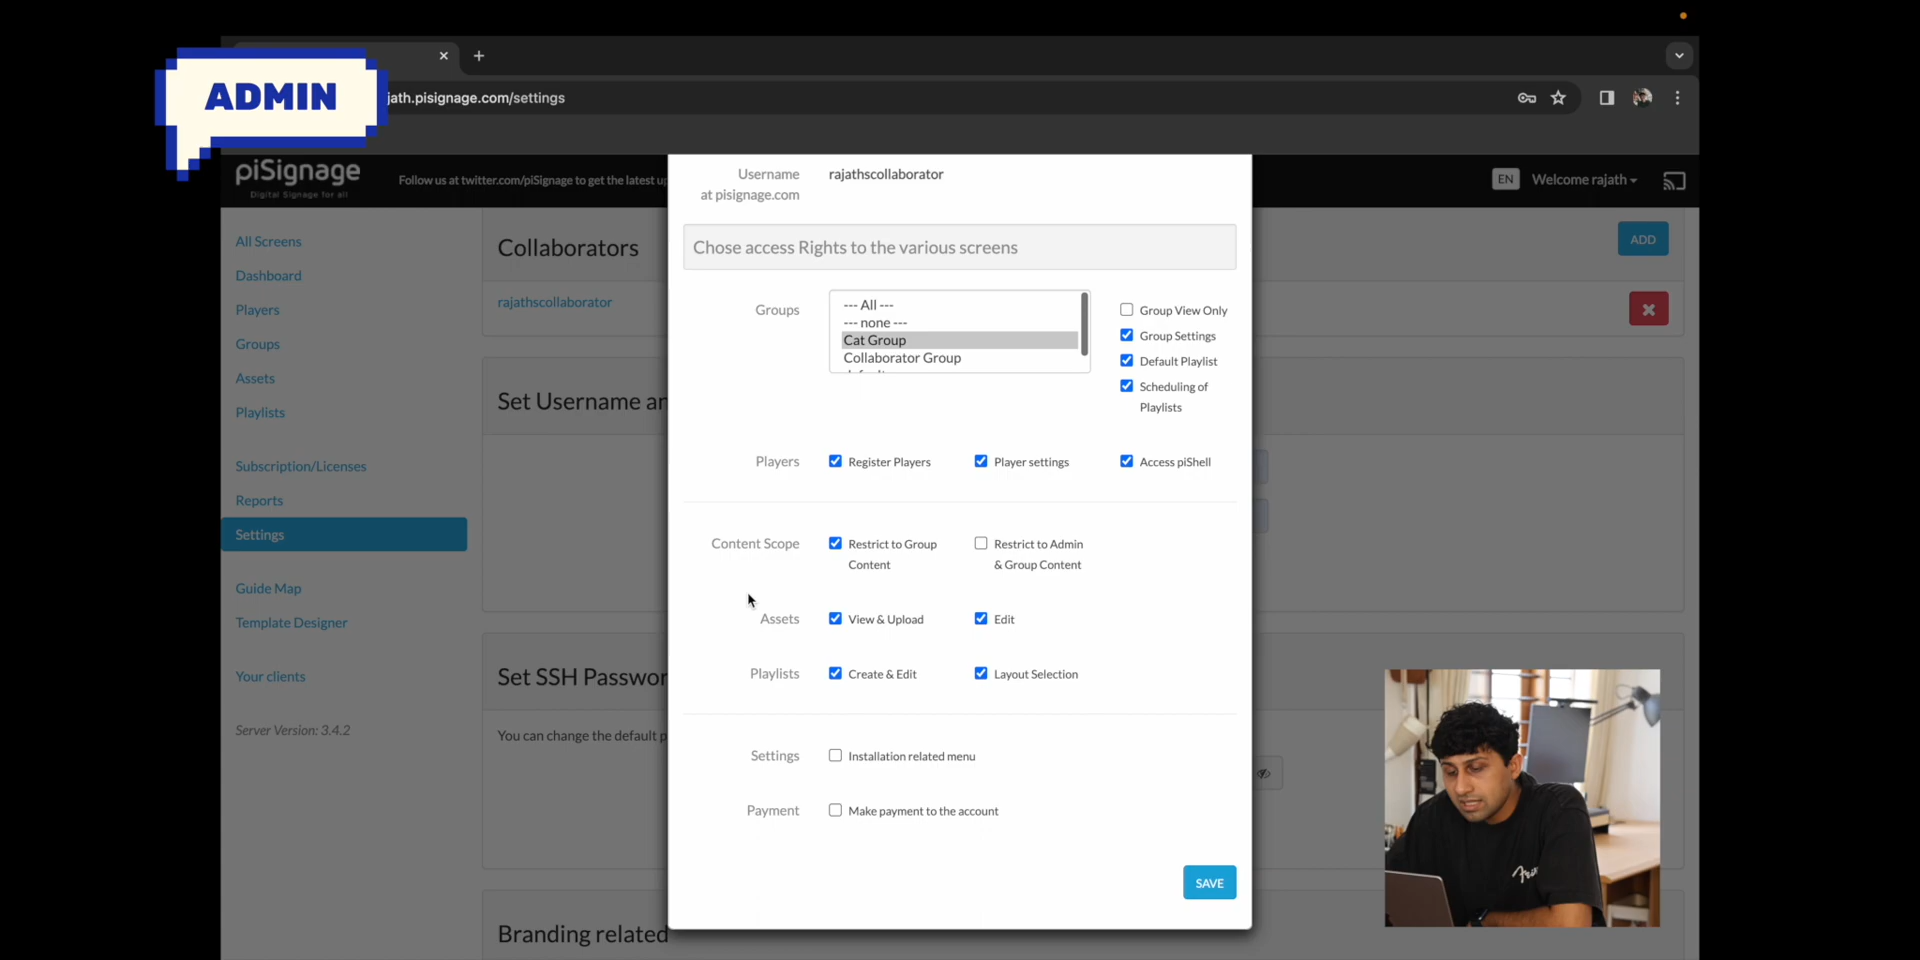 ADMIN
jath.pisignage.com/settings
piSignage
Digital Signage for all
Follow us at twitter.com/piSignage to get the latest u
EN
Welcome rajath
All Screens
Dashboard
Players
Groups
Assets
Playlists
Subscription/Licenses
Reports
Settings
Guide Map
Template Designer
Your clients
Server Version: 3.4.2
Collaborators
ADD
rajathscollaborator
Set Username an
Set SSH Passwor
You can change the default p
Branding related
Username
at pisignage.com
rajathscollaborator
Chose access Rights to the various screens
Groups
--- All ---
--- none ---
Cat Group
Collaborator Group
Group View Only
Group Settings
Default Playlist
Scheduling of
Playlists
Players
Register Players
Player settings
Access piShell
Content Scope
Restrict to Group
Content
Restrict to Admin
& Group Content
Assets
View & Upload
Edit
Playlists
Create & Edit
Layout Selection
Settings
Installation related menu
Payment
Make payment to the account
SAVE